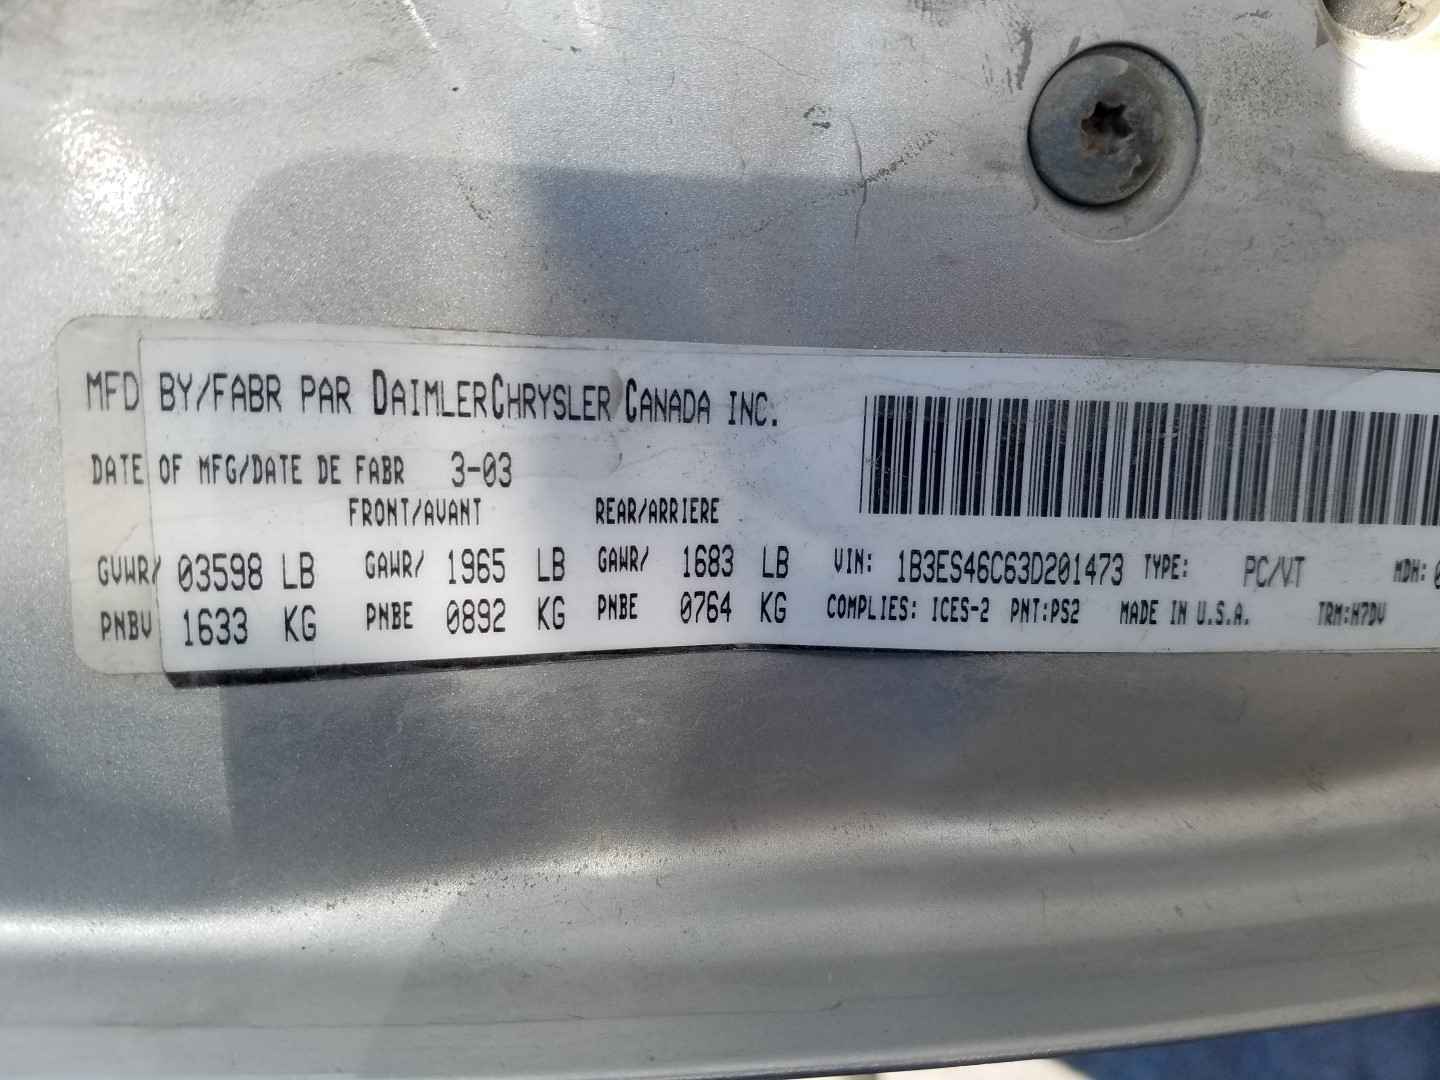 MFD BY/FABR PAR DAIMLERCHRYSLER CANADA INC.
DATE OF MFG/DATE DE FABR 3-03
FRONT/AVANT REAR/ARRIERE
GVWR/ 03598 LB GAWR/ 1965 LB GAWR/ 1683 LB VIN: 1B3ES46C63D201473 TYPE: PC/VT MDH: 0
PNBV 1633 KG PNBE 0892 KG PNBE 0764 KG COMPLIES: ICES-2 PNT:PS2 MADE IN U.S.A. TRM:H7DV